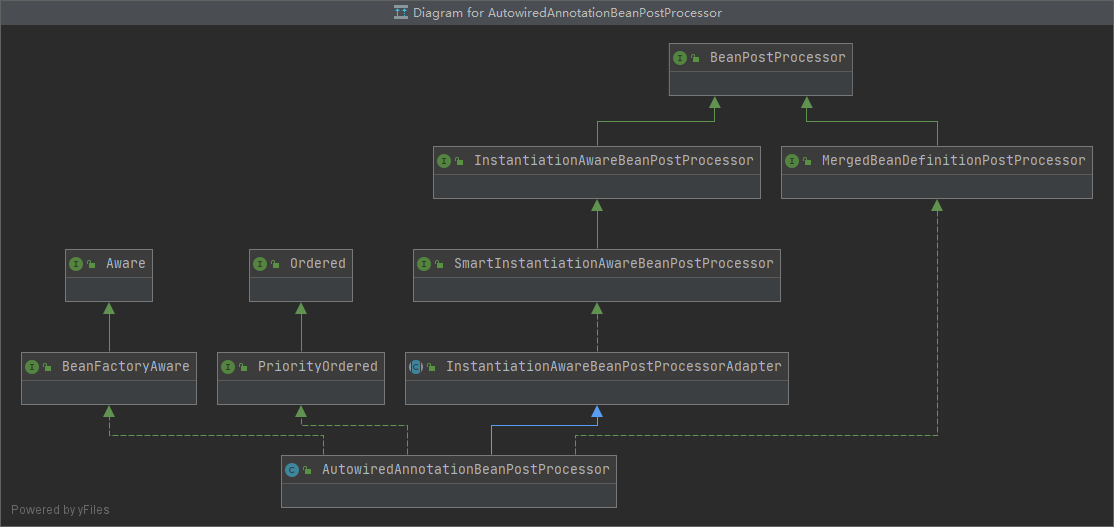 Diagram for AutowiredAnnotationBeanPostProcessor
BeanPostProcessor
InstantiationAwareBeanPostProcessor
MergedBeanDefinitionPostProcessor
Aware
Ordered
SmartInstantiationAwareBeanPostProcessor
BeanFactoryAware
PriorityOrdered
InstantiationAwareBeanPostProcessorAdapter
AutowiredAnnotationBeanPostProcessor
Powered by yFiles